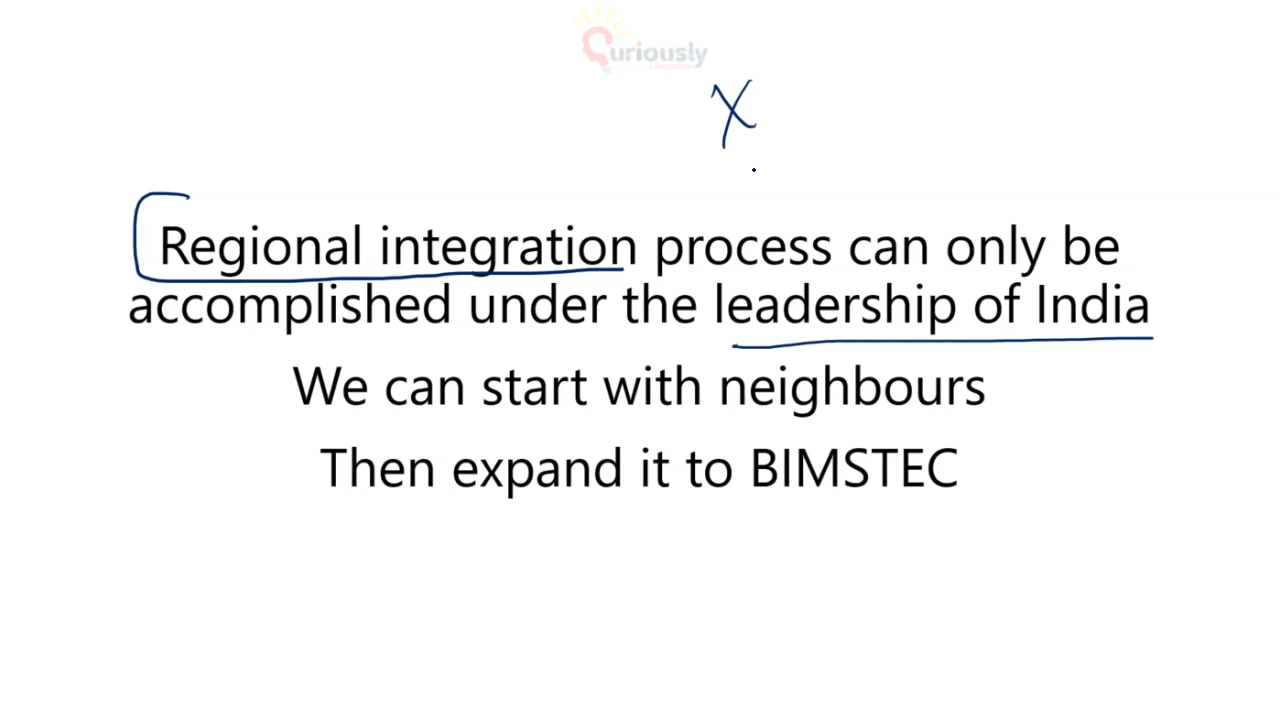 Curiously
X
Regional integration process can only be
accomplished under the leadership of India
We can start with neighbours
Then expand it to BIMSTEC